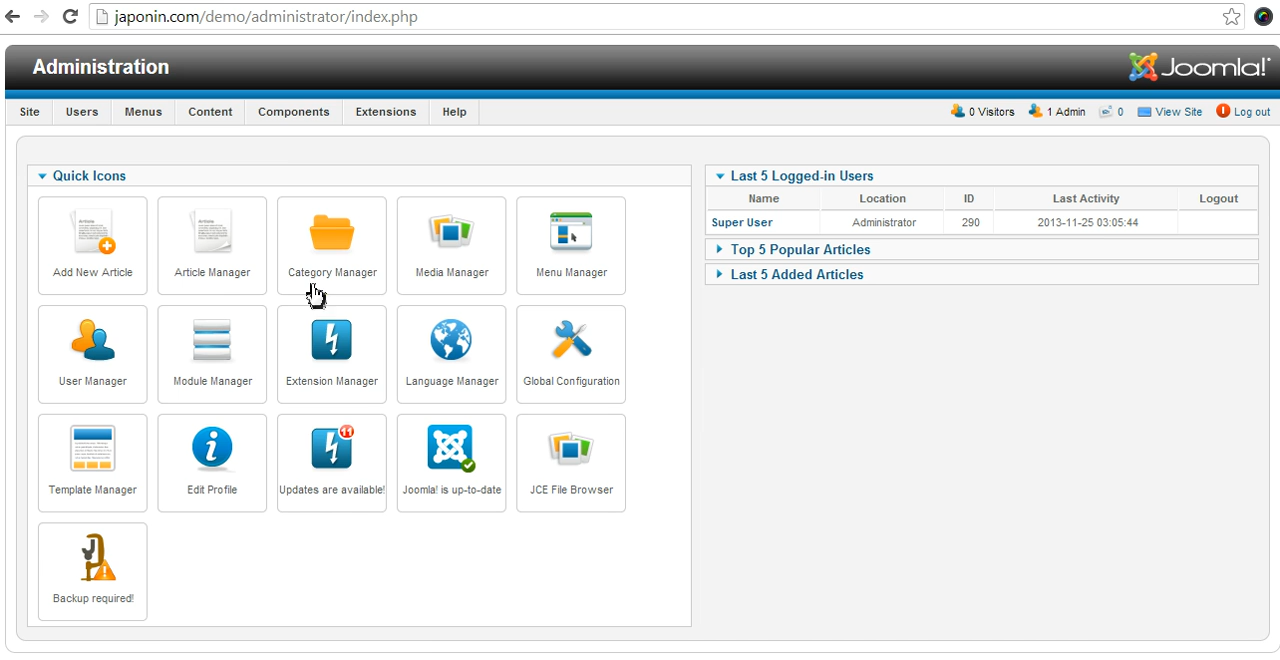 japonin.com/demo/administrator/index.php
Administration
Joomla!
Site Users Menus Content Components Extensions Help
0 Visitors 1 Admin 0 View Site Log out
Quick Icons
Add New Article
Article Manager
Category Manager
Media Manager
Menu Manager
User Manager
Module Manager
Extension Manager
Language Manager
Global Configuration
Template Manager
Edit Profile
11
Updates are available!
Joomla! is up-to-date
JCE File Browser
Backup required!
Last 5 Logged-in Users
Name Location ID Last Activity Logout
Super User Administrator 290 2013-11-25 03:05:44
Top 5 Popular Articles
Last 5 Added Articles